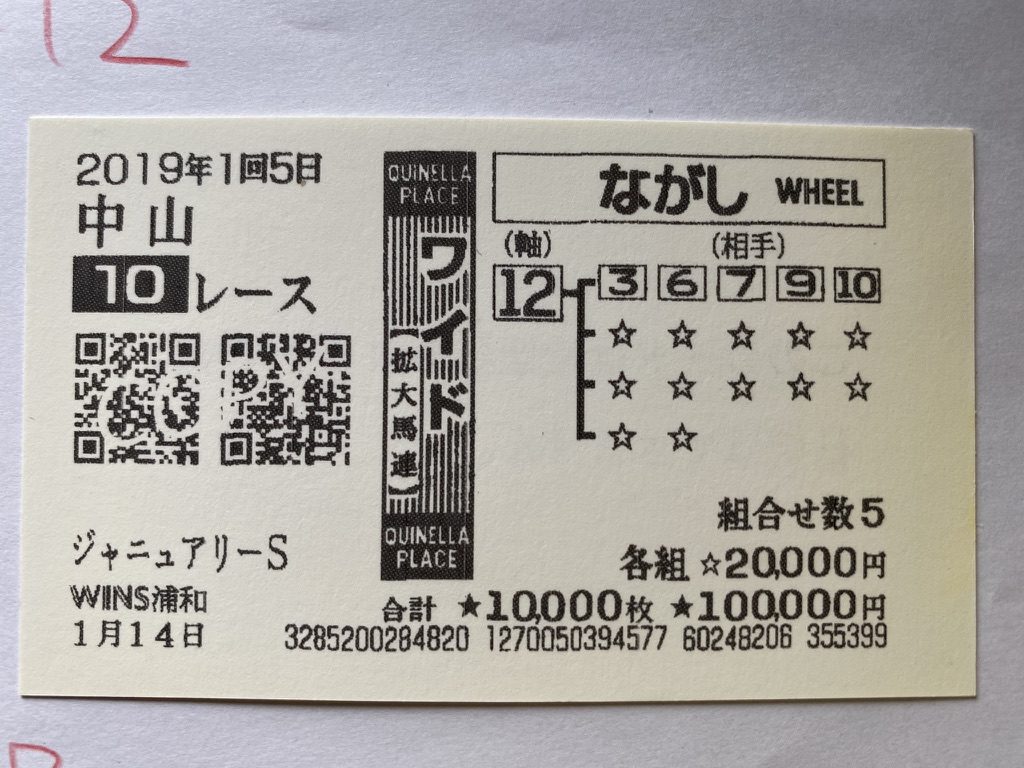 12
2019年1回5日
中山
10レース
COPY
ジャニュアリーS
WINS浦和
1月14日
QUINELLA
PLACE
ワイド
【拡大馬連】
QUINELLA
PLACE
ながし WHEEL
(軸) (相手)
12 3 6 7 9 10
☆ ☆ ☆ ☆ ☆
☆ ☆ ☆ ☆ ☆
☆ ☆
組合せ数5
各組 ☆20,000円
合計 ★10,000枚 ★100,000円
3285200284820 1270050394577 60248206 355399